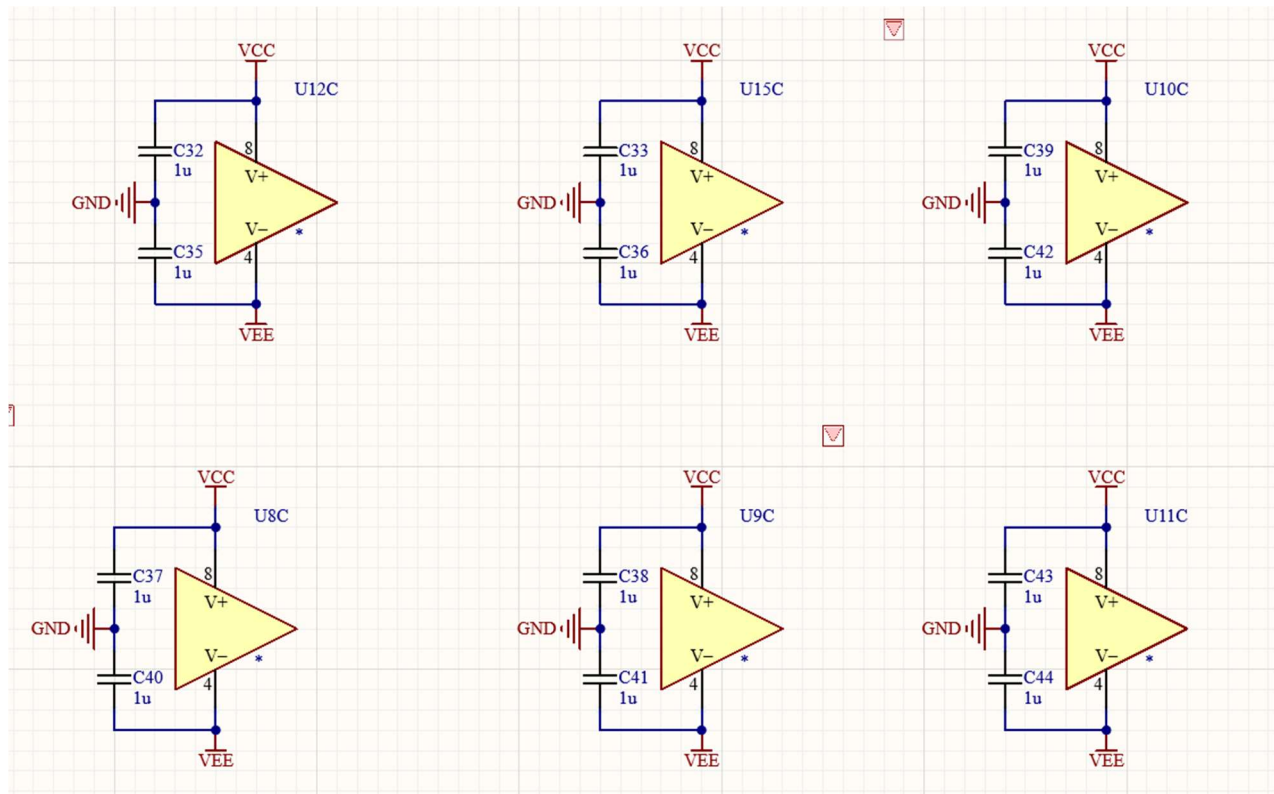 VCC
U12C
C32
1u
8
V+
GND
V−
*
C35
1u
4
VEE
VCC
U15C
C33
1u
8
V+
GND
V−
*
C36
1u
4
VEE
VCC
U10C
C39
1u
8
V+
GND
V−
*
C42
1u
4
VEE
VCC
U8C
C37
1u
8
V+
GND
V−
*
C40
1u
4
VEE
VCC
U9C
C38
1u
8
V+
GND
V−
*
C41
1u
4
VEE
VCC
U11C
C43
1u
8
V+
GND
V−
*
C44
1u
4
VEE